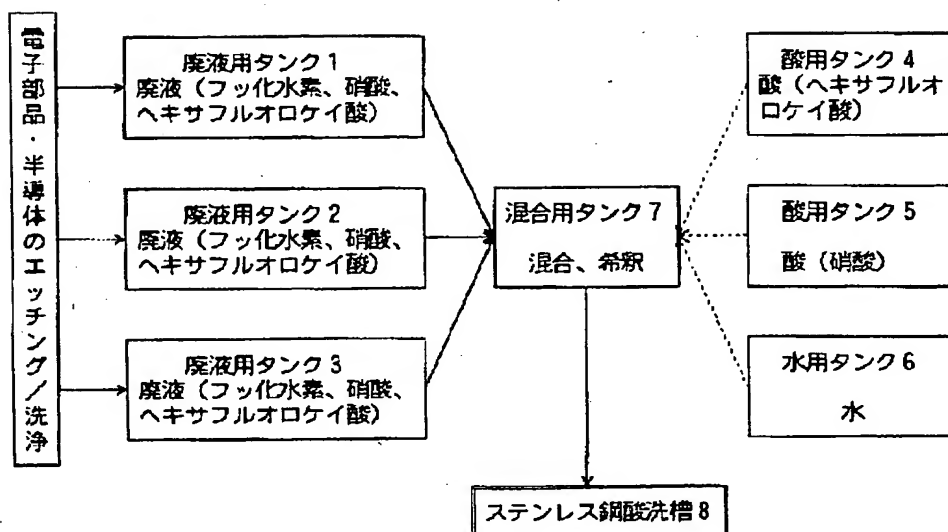 電子部品・半導体のエッチング/洗浄
廃液用タンク1
廃液(フッ化水素、硝酸、
ヘキサフルオロケイ酸)
廃液用タンク2
廃液(フッ化水素、硝酸、
ヘキサフルオロケイ酸)
廃液用タンク3
廃液(フッ化水素、硝酸、
ヘキサフルオロケイ酸)
混合用タンク7
混合、希釈
酸用タンク4
酸(ヘキサフルオ
ロケイ酸)
酸用タンク5
酸(硝酸)
水用タンク6
水
ステンレス鋼酸洗槽8